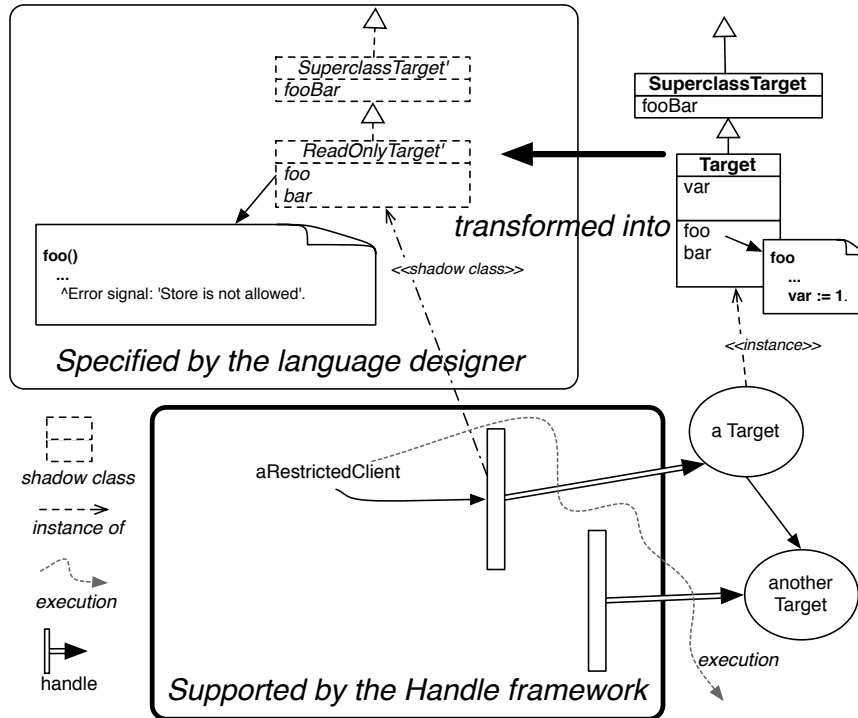 SuperclassTarget'
fooBar
ReadOnlyTarget'
foo
bar
foo()
...
^Error signal: 'Store is not allowed'.
<<shadow class>>
Specified by the language designer
transformed into
SuperclassTarget
fooBar
Target
var
foo
bar
foo
...
var := 1.
<<instance>>
a Target
another
Target
aRestrictedClient
execution
Supported by the Handle framework
shadow class
instance of
execution
handle